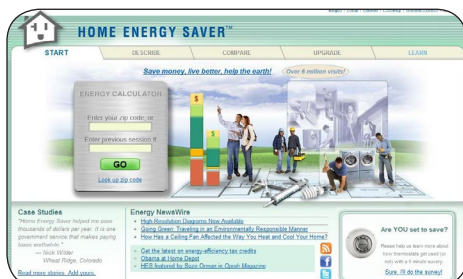 HOME ENERGY SAVER™
START DESCRIBE COMPARE UPGRADE LEARN
Save money, live better, help the earth! Over 6 million visits!
ENERGY CALCULATOR
Enter your zip code, or
Enter previous session #
GO
Look up zip code
$
$
Case Studies
"Home Energy Saver helped me save
thousands of dollars per year. It is one
government service that makes paying
taxes worthwhile."
— Nick Wilder
Wheat Ridge, Colorado
Read more stories. Add yours.
Energy NewsWire
High Resolution Diagrams Now Available
Going Green: Traveling in an Environmentally Responsible Manner
How Has a Ceiling Fan Affected the Way You Heat and Cool Your Home?
Get the latest on energy-efficiency tax credits
Obama at Home Depot
HES featured by Suze Orman in Oprah Magazine
Are YOU set to save?
Please help us learn more about
how thermostats get used (or
not) with a 5 minute survey.
Sure, I'll do the survey!